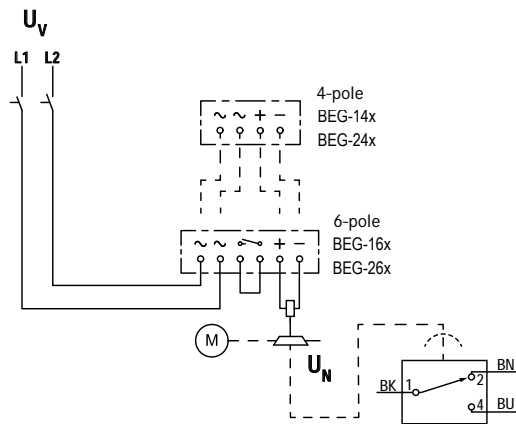 U_V
L1 L2
4-pole
BEG-14x
BEG-24x
~ ~ + −
6-pole
BEG-16x
BEG-26x
~ ~ + −
M
U_N
BK 1
2 BN
4 BU